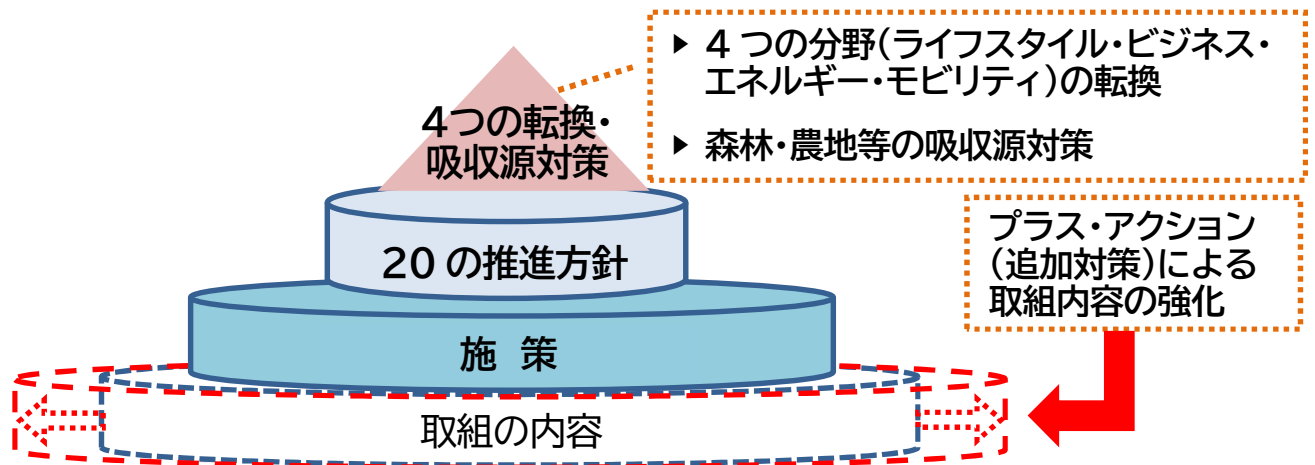 ▶ 4 つの分野(ライフスタイル・ビジネス・
エネルギー・モビリティ)の転換
▶ 森林・農地等の吸収源対策
4つの転換・
吸収源対策
プラス・アクション
(追加対策)による
取組内容の強化
20 の推進方針
施 策
取組の内容